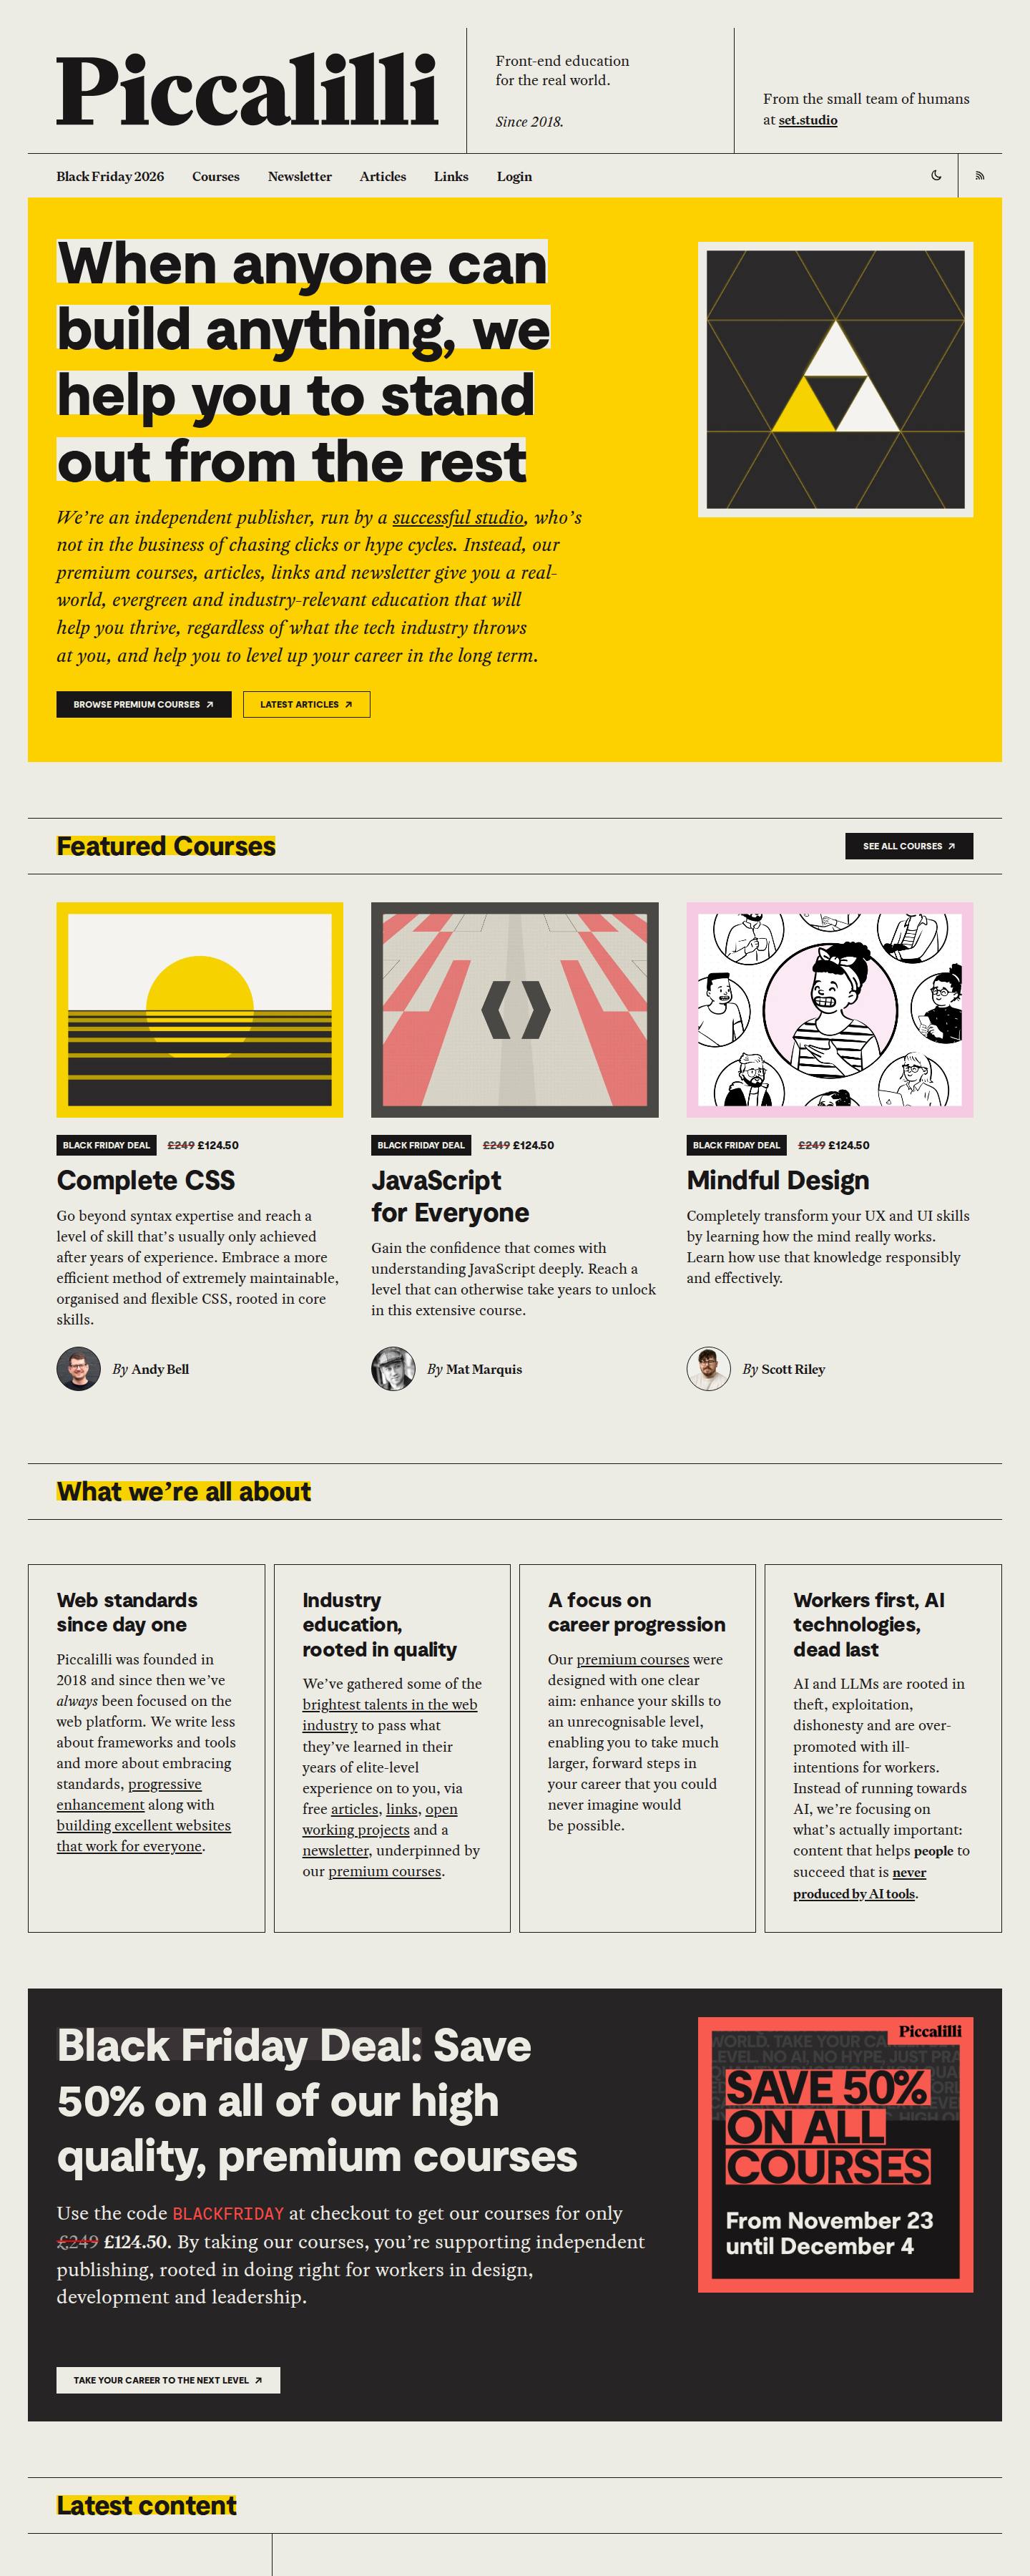 Piccalilli
Front-end education
for the real world.
Since 2018.
From the small team of humans
at set.studio
Black Friday 2026
Courses
Newsletter
Articles
Links
Login
When anyone can
build anything, we
help you to stand
out from the rest
We’re an independent publisher, run by a successful studio, who’s
not in the business of chasing clicks or hype cycles. Instead, our
premium courses, articles, links and newsletter give you a real-
world, evergreen and industry-relevant education that will
help you thrive, regardless of what the tech industry throws
at you, and help you to level up your career in the long term.
BROWSE PREMIUM COURSES
LATEST ARTICLES
Featured Courses
SEE ALL COURSES
BLACK FRIDAY DEAL £249 £124.50
Complete CSS
Go beyond syntax expertise and reach a
level of skill that’s usually only achieved
after years of experience. Embrace a more
efficient method of extremely maintainable,
organised and flexible CSS, rooted in core
skills.
By Andy Bell
BLACK FRIDAY DEAL £249 £124.50
JavaScript
for Everyone
Gain the confidence that comes with
understanding JavaScript deeply. Reach a
level that can otherwise take years to unlock
in this extensive course.
By Mat Marquis
BLACK FRIDAY DEAL £249 £124.50
Mindful Design
Completely transform your UX and UI skills
by learning how the mind really works.
Learn how use that knowledge responsibly
and effectively.
By Scott Riley
What we’re all about
Web standards
since day one
Piccalilli was founded in
2018 and since then we’ve
always been focused on the
web platform. We write less
about frameworks and tools
and more about embracing
standards, progressive
enhancement along with
building excellent websites
that work for everyone.
Industry
education,
rooted in quality
We’ve gathered some of the
brightest talents in the web
industry to pass what
they’ve learned in their
years of elite-level
experience on to you, via
free articles, links, open
working projects and a
newsletter, underpinned by
our premium courses.
A focus on
career progression
Our premium courses were
designed with one clear
aim: enhance your skills to
an unrecognisable level,
enabling you to take much
larger, forward steps in
your career that you could
never imagine would
be possible.
Workers first, AI
technologies,
dead last
AI and LLMs are rooted in
theft, exploitation,
dishonesty and are over-
promoted with ill-
intentions for workers.
Instead of running towards
AI, we’re focusing on
what’s actually important:
content that helps people to
succeed that is never
produced by AI tools.
Black Friday Deal: Save
50% on all of our high
quality, premium courses
Use the code BLACKFRIDAY at checkout to get our courses for only
£249 £124.50. By taking our courses, you’re supporting independent
publishing, rooted in doing right for workers in design,
development and leadership.
TAKE YOUR CAREER TO THE NEXT LEVEL
Piccalilli
WORLD. TAKE YOUR
LEVEL. NO AI, NO HYPE, JUST
SAVE 50%
ON ALL
COURSES
From November 23
until December 4
Latest content